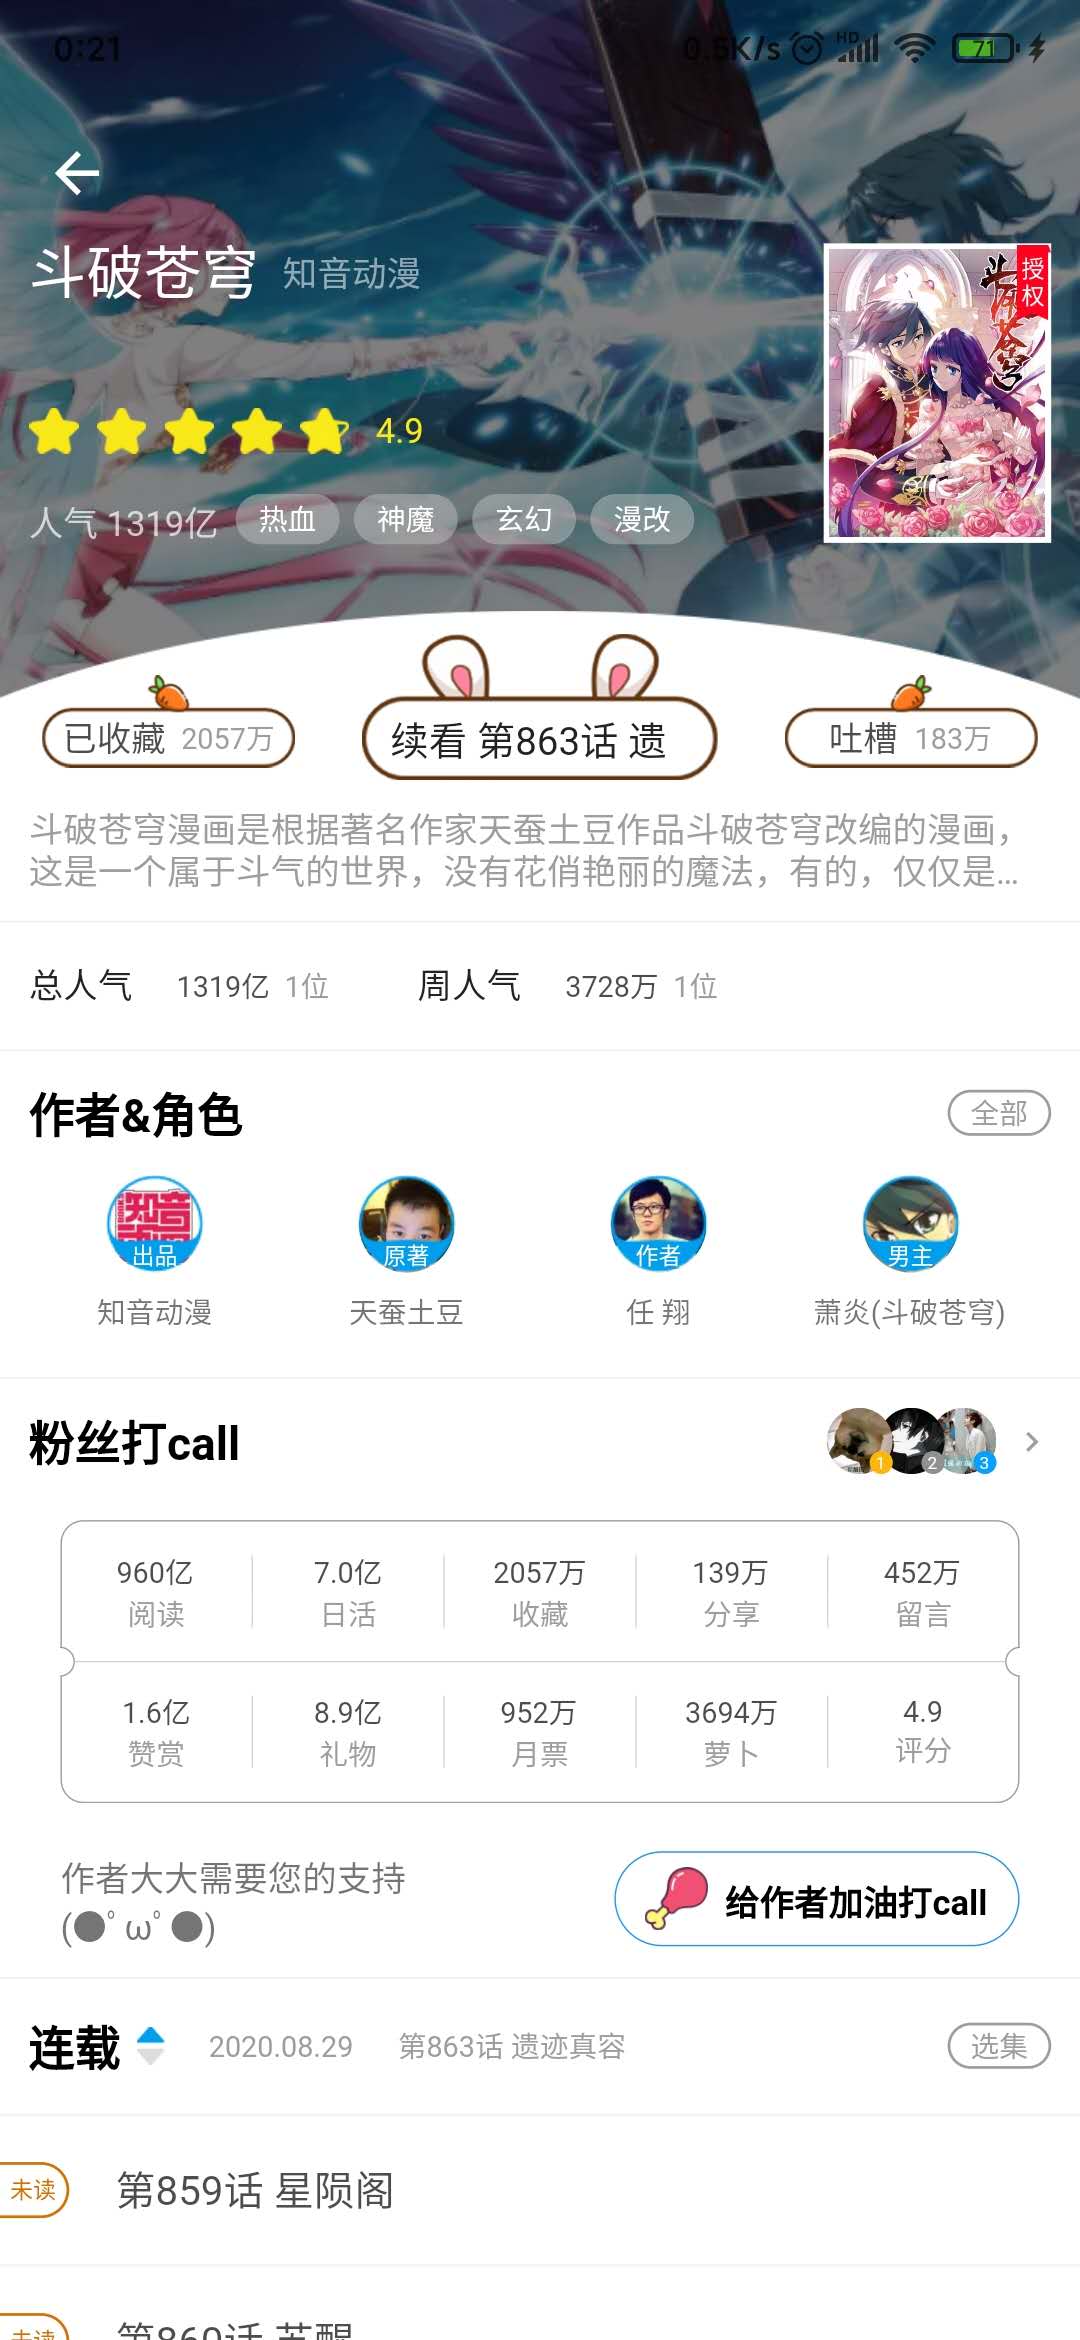 0:21
0.5K/s HD 71
斗破苍穹 知音动漫
授权
斗破苍穹
4.9
人气 1319亿 热血 神魔 玄幻 漫改
已收藏 2057万
续看 第863话 遗
吐槽 183万
斗破苍穹漫画是根据著名作家天蚕土豆作品斗破苍穹改编的漫画，
这是一个属于斗气的世界，没有花俏艳丽的魔法，有的，仅仅是...
总人气 1319亿 1位 周人气 3728万 1位
作者&角色 全部
出品 原著 作者 男主
知音动漫 天蚕土豆 任 翔 萧炎(斗破苍穹)
粉丝打call 1 2 3
960亿 7.0亿 2057万 139万 452万
阅读 日活 收藏 分享 留言
1.6亿 8.9亿 952万 3694万 4.9
赞赏 礼物 月票 萝卜 评分
作者大大需要您的支持
(●ﾟωﾟ●)
给作者加油打call
连载 2020.08.29 第863话 遗迹真容 选集
未读 第859话 星陨阁
未读 第860话 苏醒